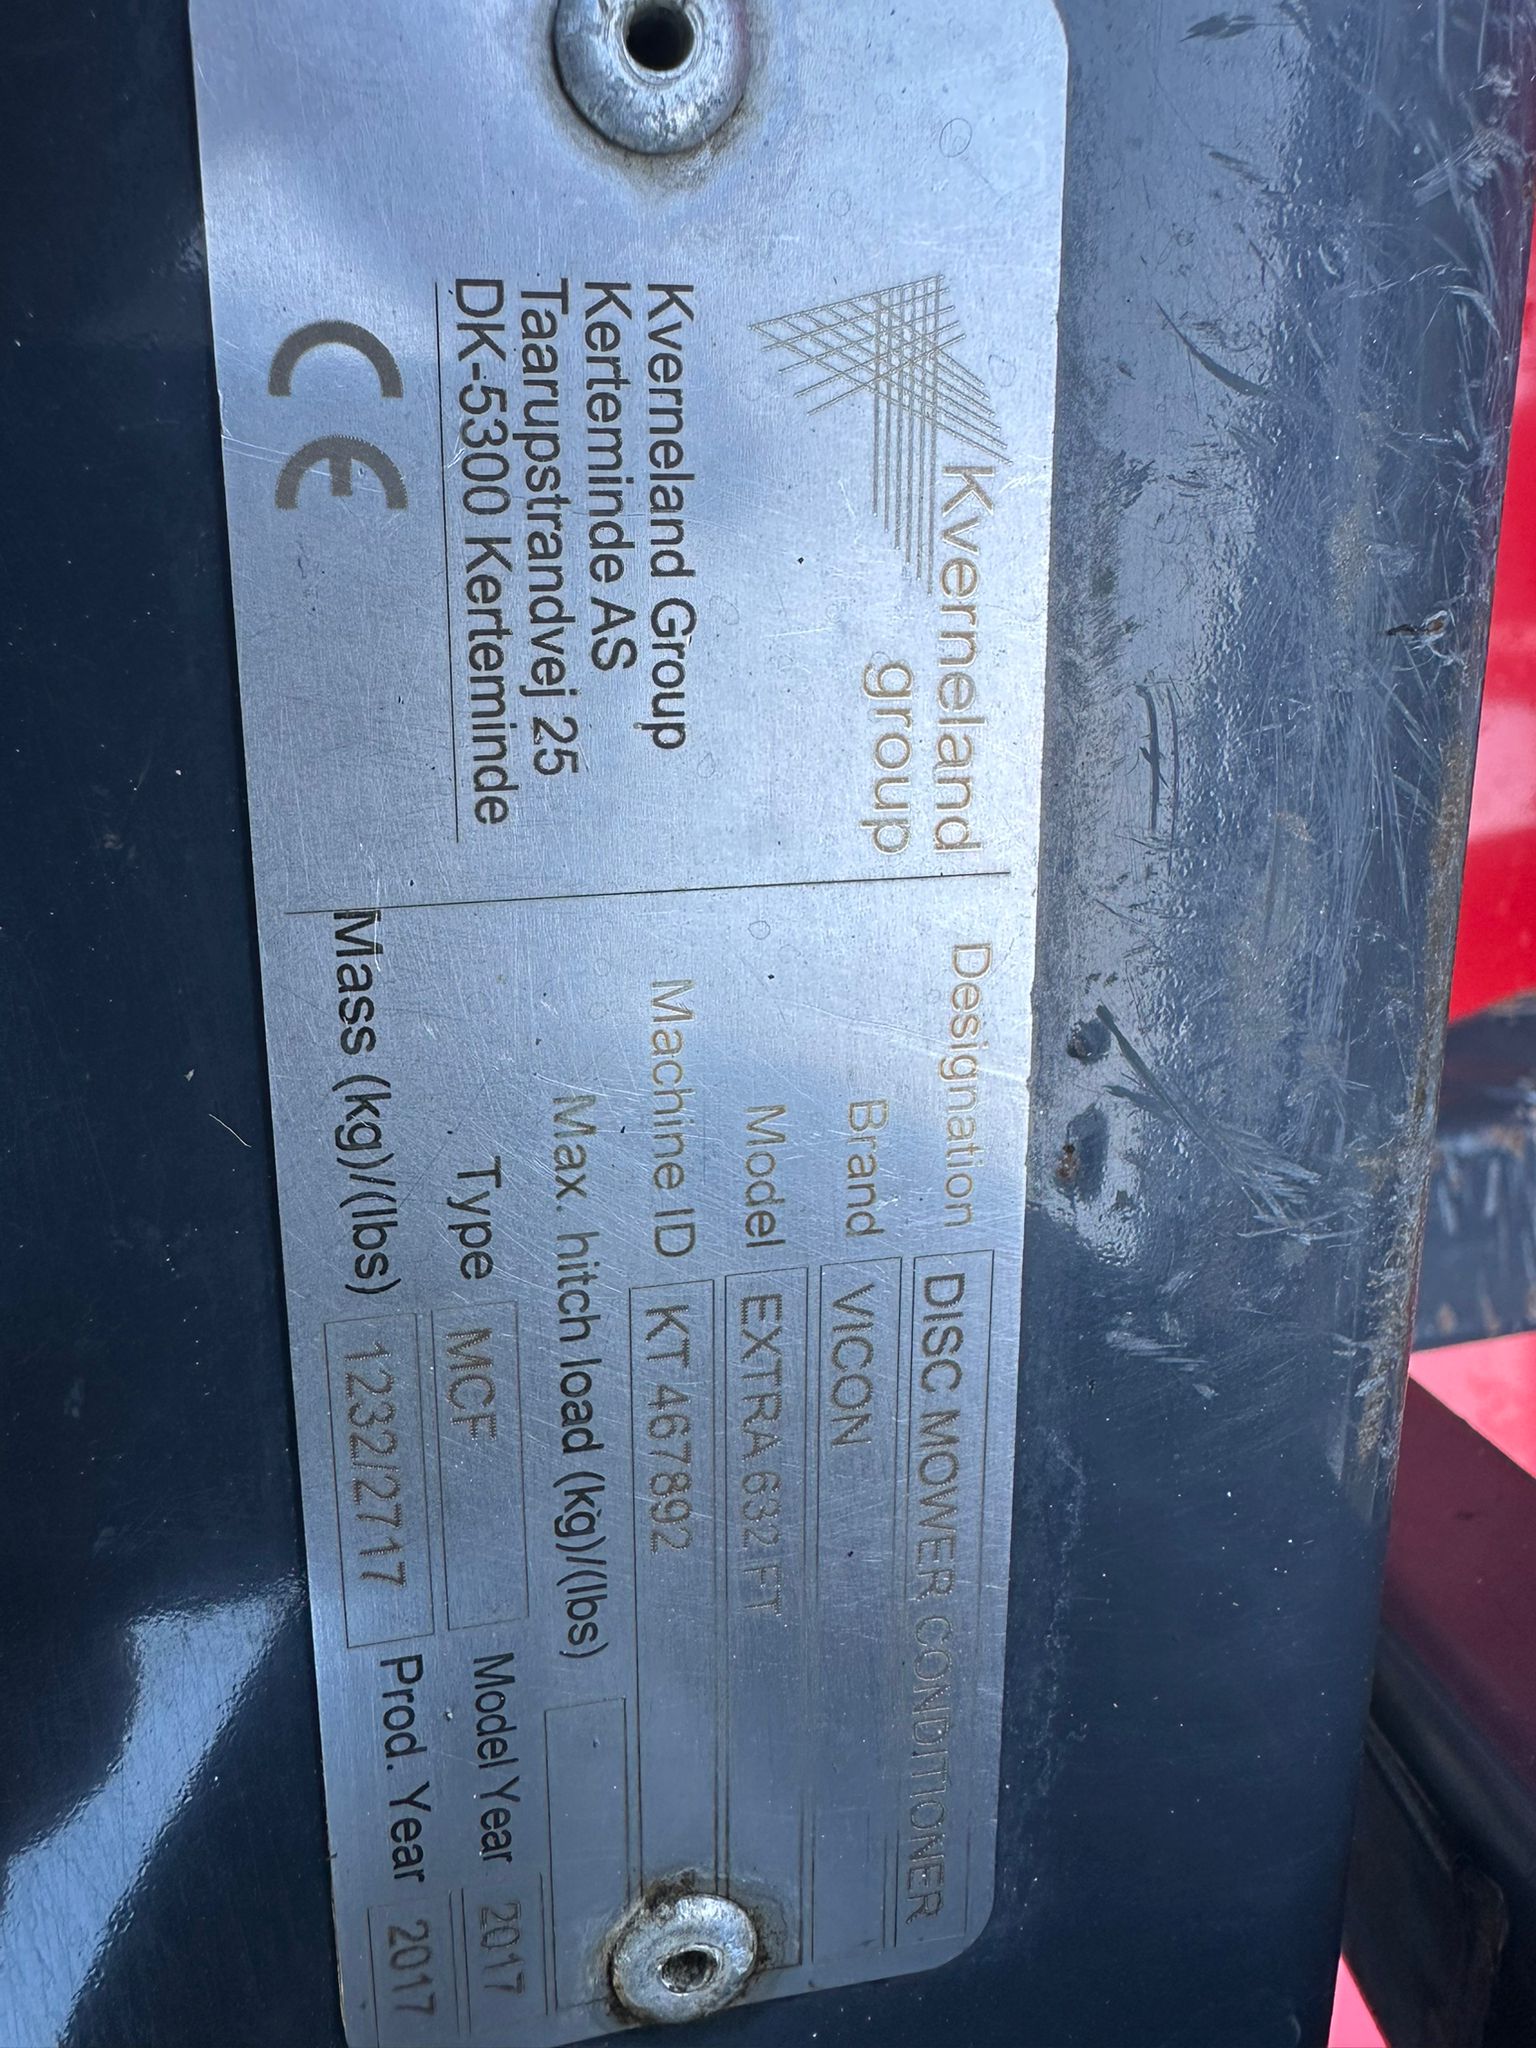 Kverneland
group
Kverneland Group
Kerteminde AS
Taarupstrandvej 25
DK-5300 Kerteminde
CE
Designation DISC MOWER CONDITIONER
Brand VICON
Model EXTRA 632 FT
Machine ID KT 467892
Max. hitch load (kg)/(lbs)
Type MCF Model Year 2017
Mass (kg)/(lbs) 1232/2717 Prod. Year 2017